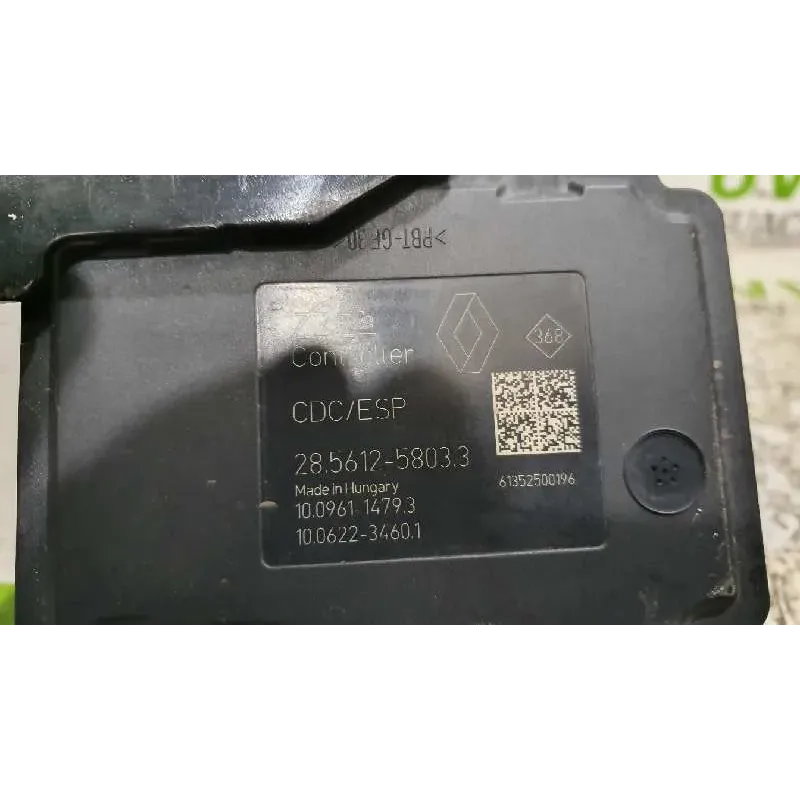 >PBT-GF30<
368
Controller
CDC/ESP
28.5612-5803.3
Made in Hungary
61352500196
10.0961-1479.3
10.0622-3460.1